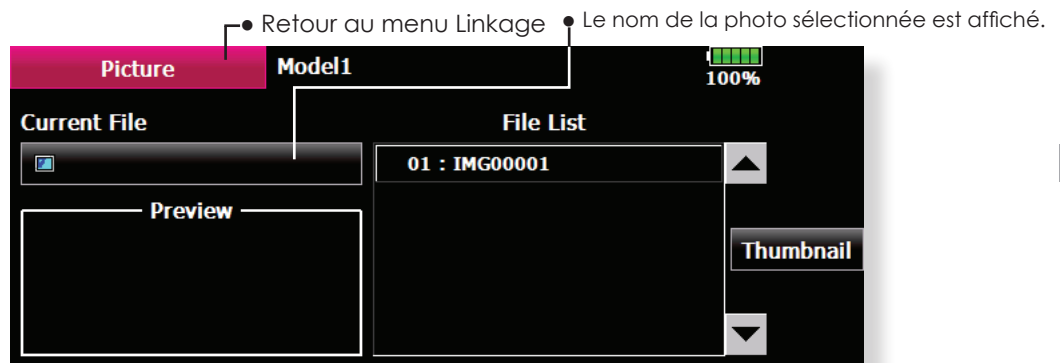 Retour au menu Linkage
Le nom de la photo sélectionnée est affiché.
Picture
Model1
100%
Current File
File List
01 : IMG00001
Preview
Thumbnail